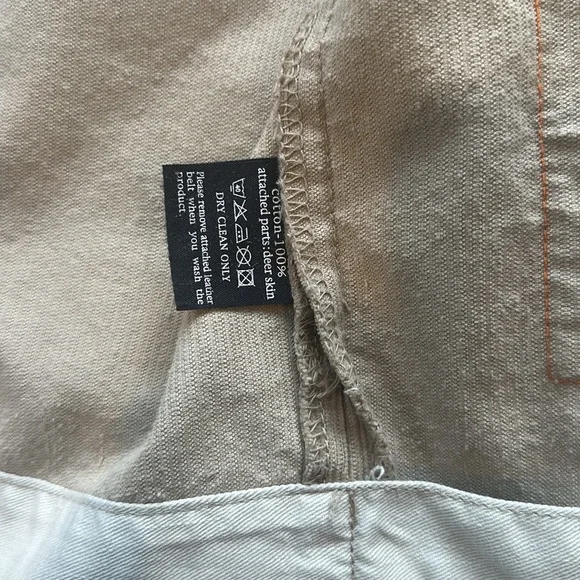 cotton-100%
attached parts:deer skin
40
DRY CLEAN ONLY
Please remove attached leather
belt when you wash the
product.